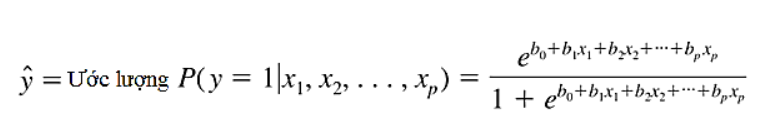 ŷ = Ước lượng P(y = 1|x₁, x₂, . . . , xₚ) = e^(b₀+b₁x₁+b₂x₂+⋯+bₚxₚ) / (1 + e^(b₀+b₁x₁+b₂x₂+⋯+bₚxₚ))